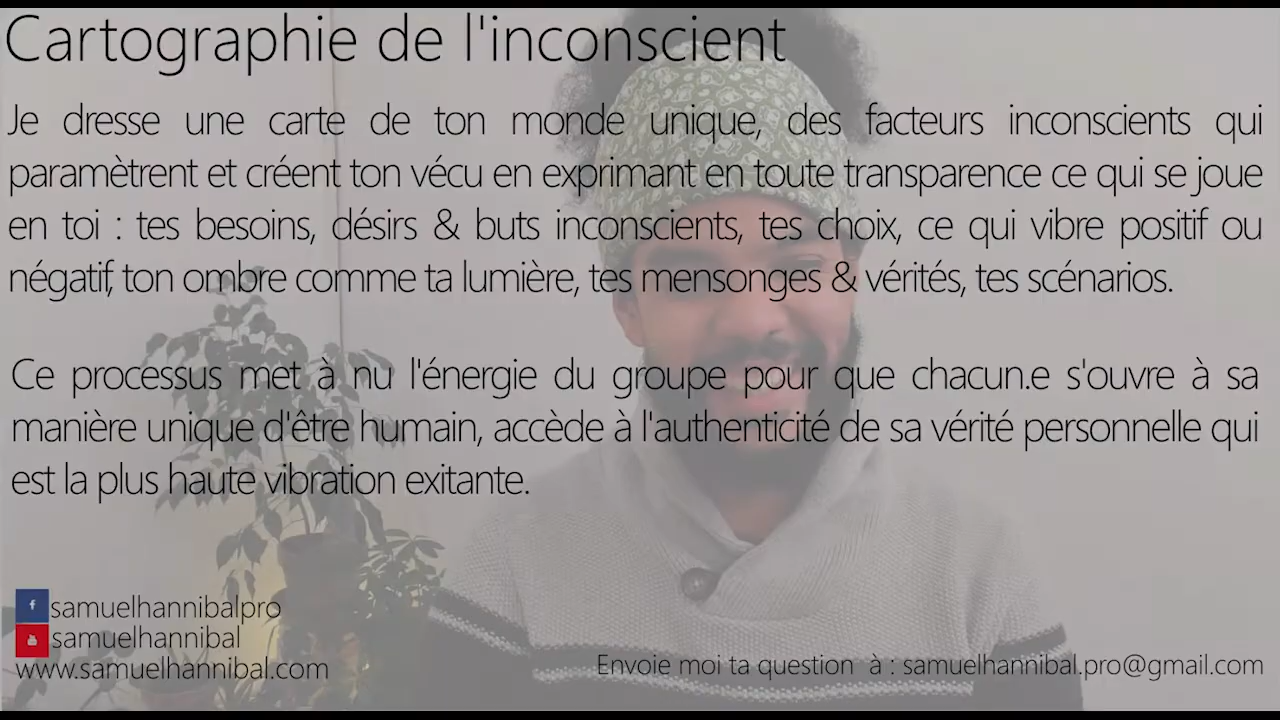 Cartographie de l'inconscient
Je dresse une carte de ton monde unique, des facteurs inconscients qui
paramètrent et créent ton vécu en exprimant en toute transparence ce qui se joue
en toi : tes besoins, désirs & buts inconscients, tes choix, ce qui vibre positif ou
négatif, ton ombre comme ta lumière, tes mensonges & vérités, tes scénarios.
Ce processus met à nu l'énergie du groupe pour que chacun.e s'ouvre à sa
manière unique d'être humain, accède à l'authenticité de sa vérité personnelle qui
est la plus haute vibration exitante.
samuelhannibalpro
samuelhannibal
www.samuelhannibal.com
Envoie moi ta question à : samuelhannibal.pro@gmail.com